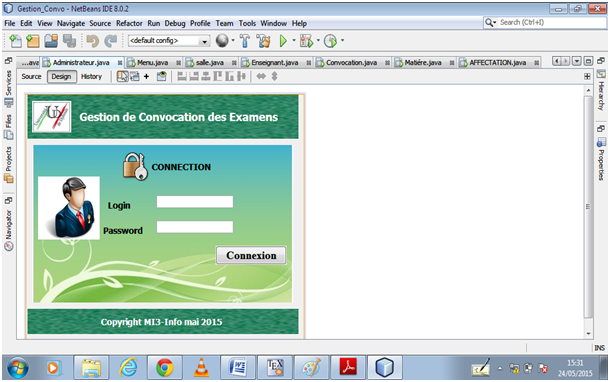 Gestion_Convo - NetBeans IDE 8.0.2
File Edit View Navigate Source Refactor Run Debug Profile Team Tools Window Help
Search (Ctrl+I)
<default config>
...ava Administrateur.java Menu.java salle.java Enseignant.java Convocation.java Matiére.java AFFECTATION.java
Source Design History
Services
Files
Projects
Navigator
Hierarchy
Properties
Gestion de Convocation des Examens
CONNECTION
Login
Password
Connexion
Copyright MI3-Info mai 2015
INS
15:31
24/05/2015